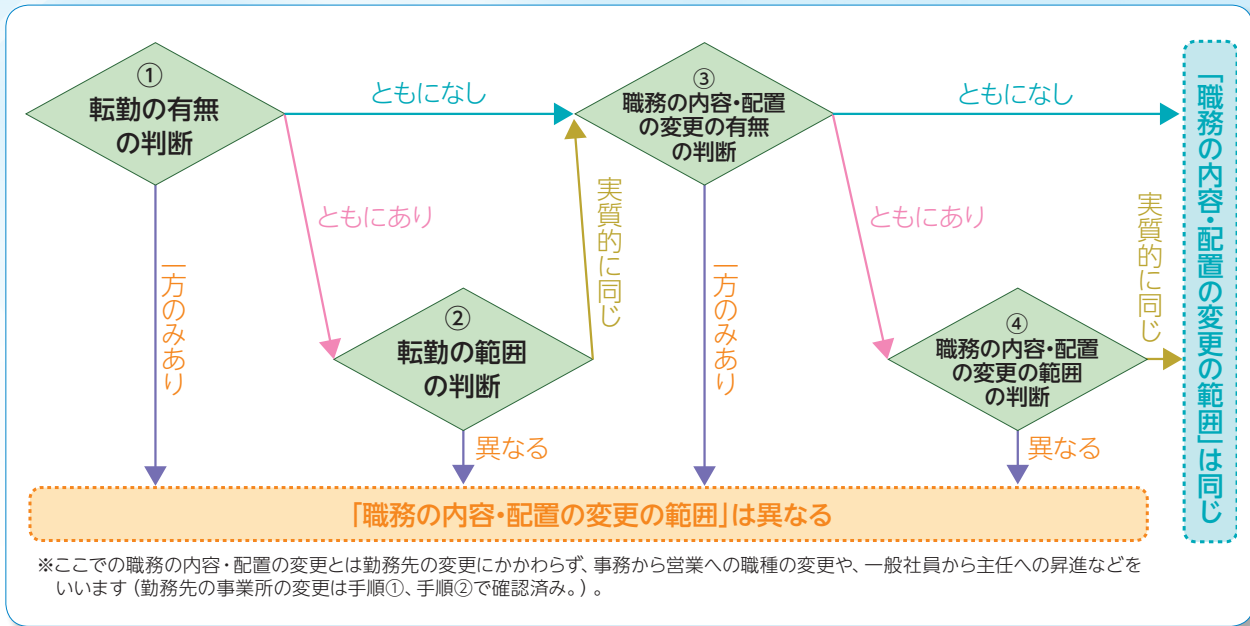 ①
転勤の有無
の判断
ともになし
ともにあり
一方のみあり
②
転勤の範囲
の判断
実質的に同じ
異なる
③
職務の内容・配置
の変更の有無
の判断
ともになし
ともにあり
一方のみあり
④
職務の内容・配置
の変更の範囲
の判断
実質的に同じ
異なる
「職務の内容・配置の変更の範囲」は同じ
「職務の内容・配置の変更の範囲」は異なる
※ここでの職務の内容・配置の変更とは勤務先の変更にかかわらず、事務から営業への職種の変更や、一般社員から主任への昇進などを
いいます（勤務先の事業所の変更は手順①、手順②で確認済み。）。